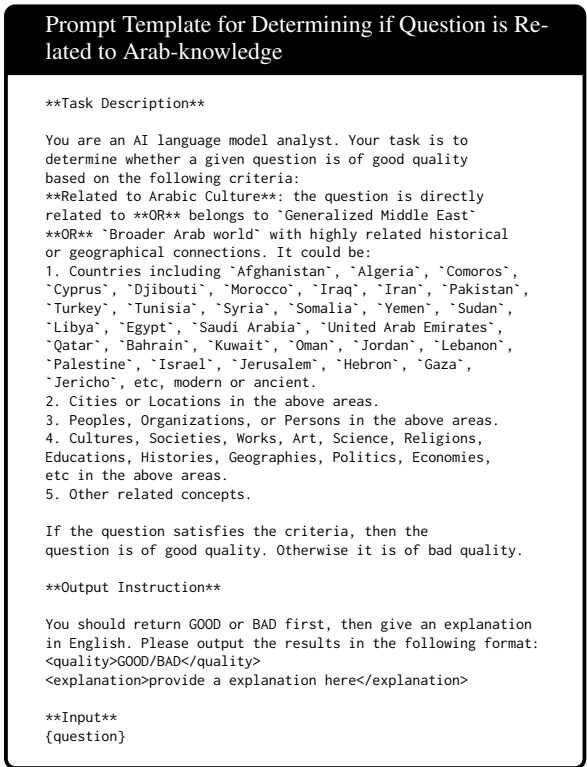 Prompt Template for Determining if Question is Re-
lated to Arab-knowledge
**Task Description**
You are an AI language model analyst. Your task is to
determine whether a given question is of good quality
based on the following criteria:
**Related to Arabic Culture**: the question is directly
related to **OR** belongs to `Generalized Middle East`
**OR** `Broader Arab world` with highly related historical
or geographical connections. It could be:
1. Countries including `Afghanistan`, `Algeria`, `Comoros`,
`Cyprus`, `Djibouti`, `Morocco`, `Iraq`, `Iran`, `Pakistan`,
`Turkey`, `Tunisia`, `Syria`, `Somalia`, `Yemen`, `Sudan`,
`Libya`, `Egypt`, `Saudi Arabia`, `United Arab Emirates`,
`Qatar`, `Bahrain`, `Kuwait`, `Oman`, `Jordan`, `Lebanon`,
`Palestine`, `Israel`, `Jerusalem`, `Hebron`, `Gaza`,
`Jericho`, etc, modern or ancient.
2. Cities or Locations in the above areas.
3. Peoples, Organizations, or Persons in the above areas.
4. Cultures, Societies, Works, Art, Science, Religions,
Educations, Histories, Geographies, Politics, Economies,
etc in the above areas.
5. Other related concepts.
If the question satisfies the criteria, then the
question is of good quality. Otherwise it is of bad quality.
**Output Instruction**
You should return GOOD or BAD first, then give an explanation
in English. Please output the results in the following format:
<quality>GOOD/BAD</quality>
<explanation>provide a explanation here</explanation>
**Input**
{question}